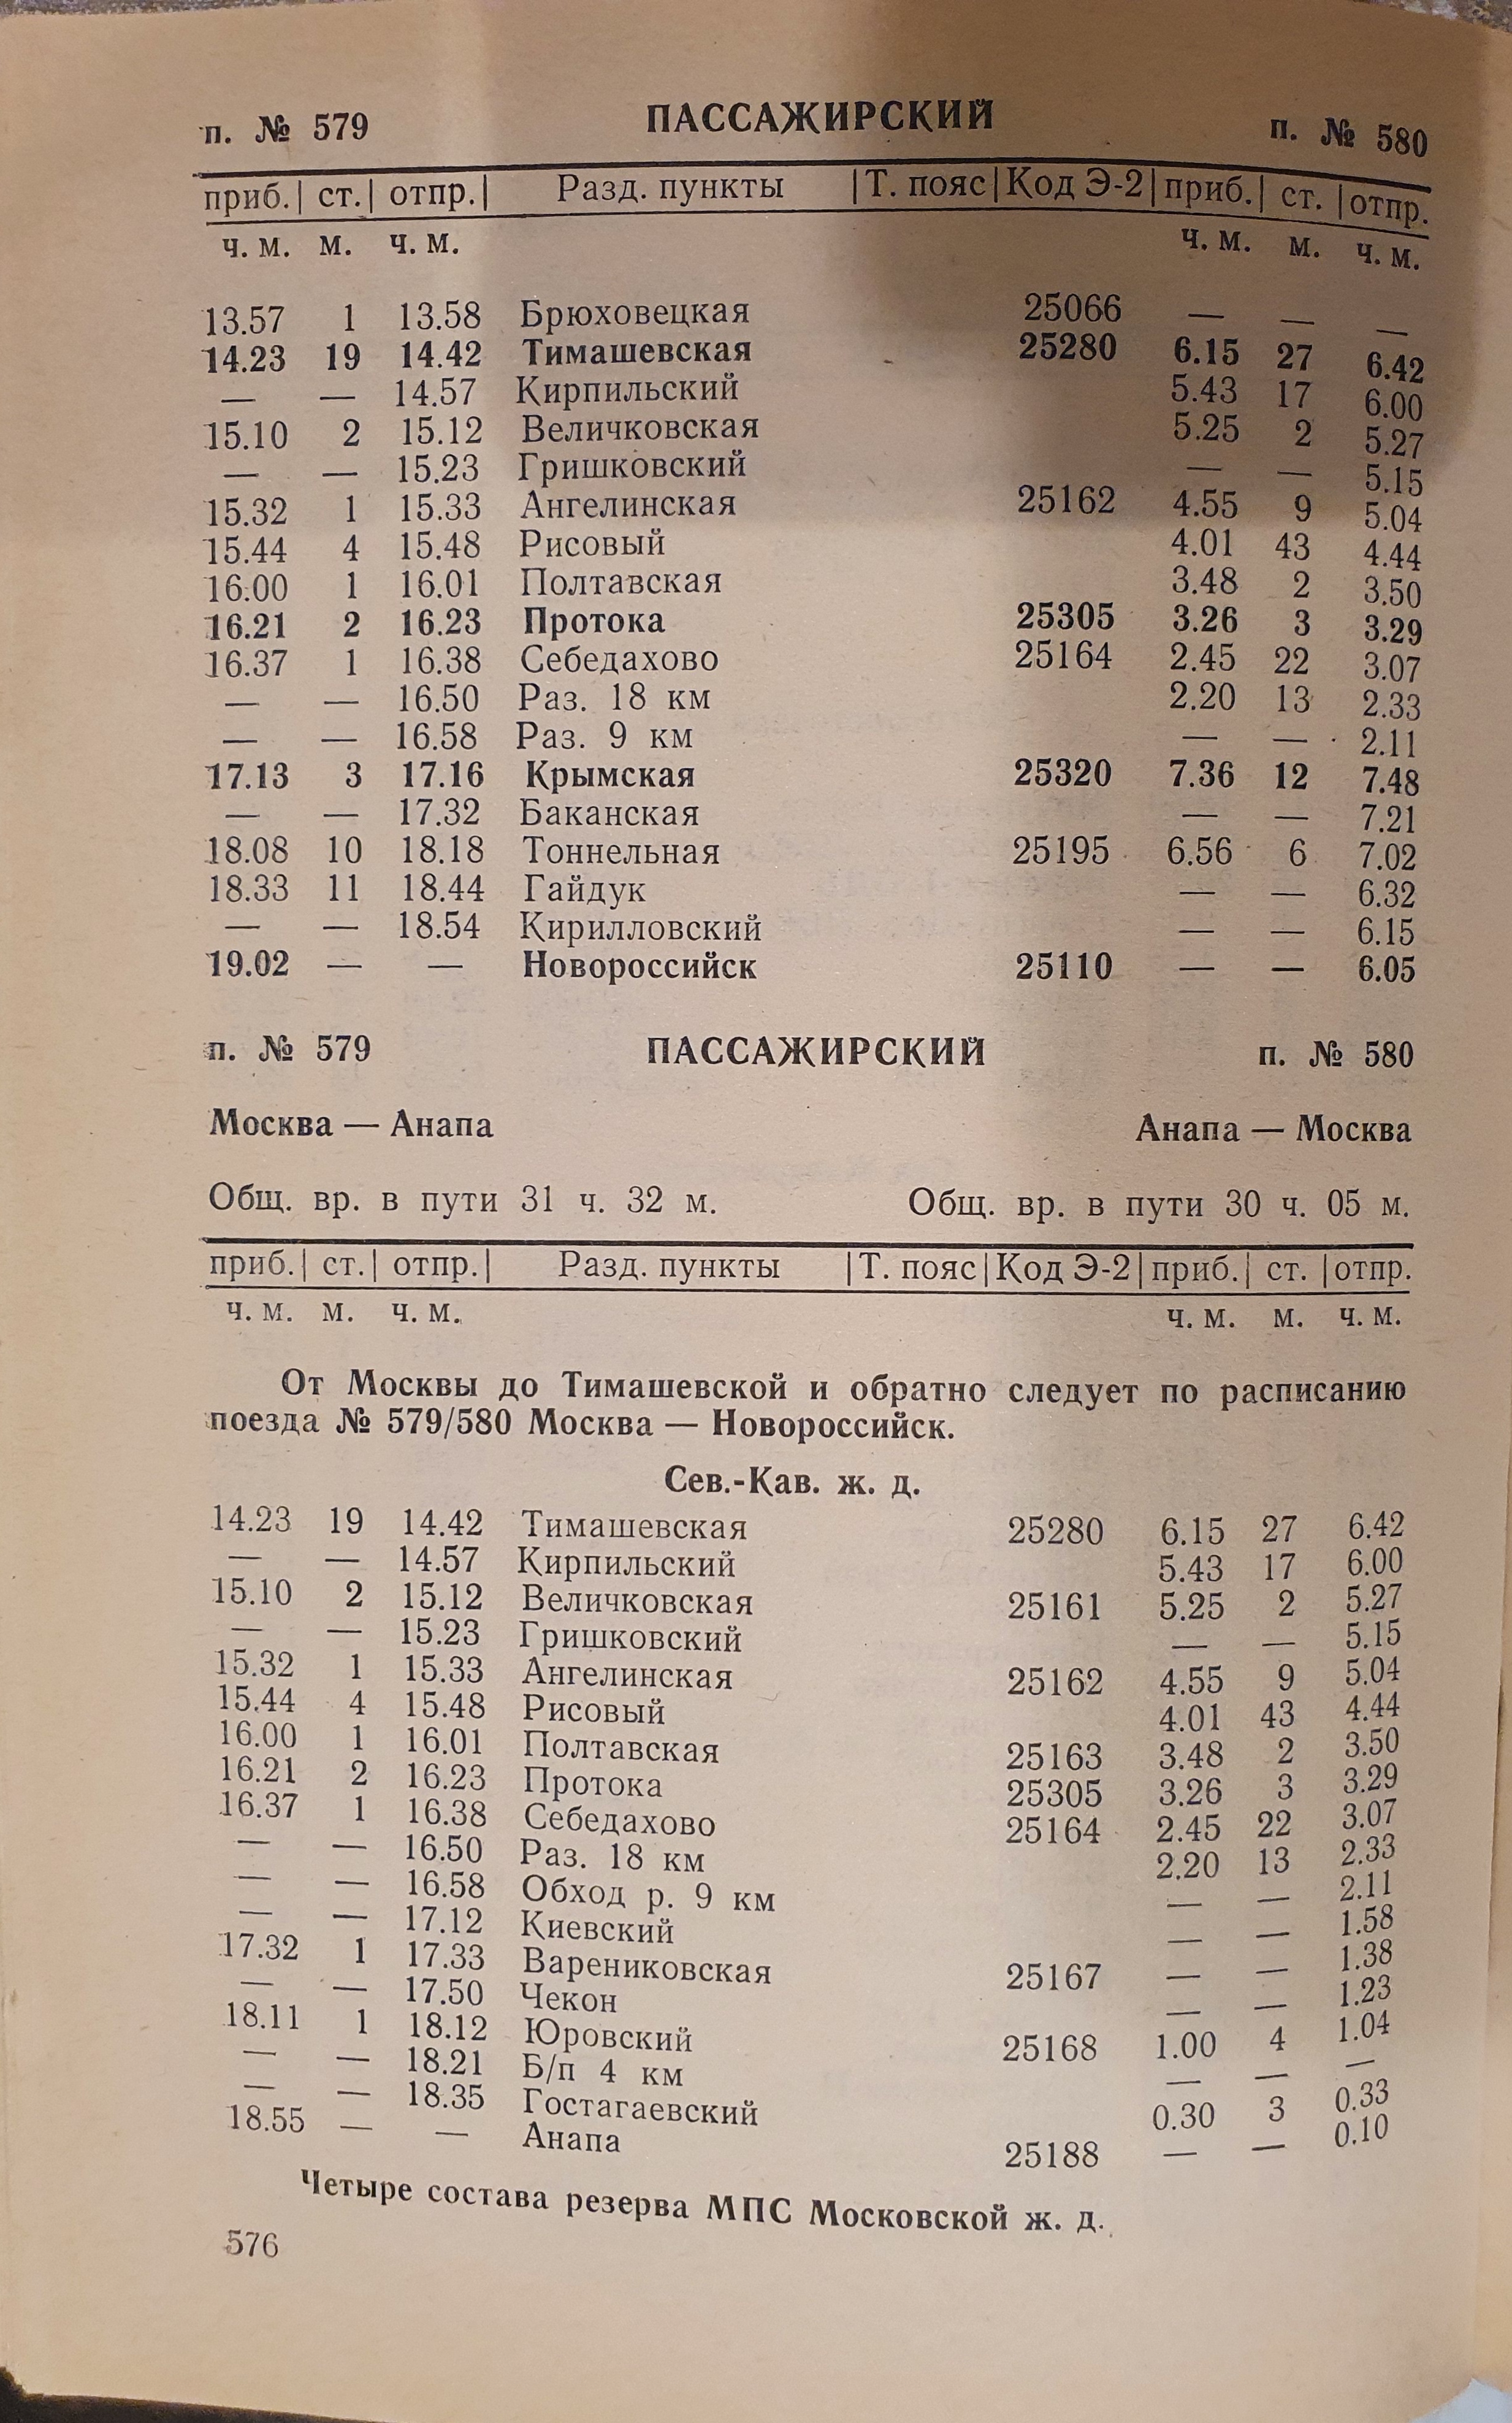 п. № 579 ПАССАЖИРСКИЙ п. № 580
приб.| ст.| отпр.| Разд. пункты |Т. пояс|Код Э-2|приб.| ст. |отпр.
ч. м. м. ч. м. ч. м. м. ч. м.
13.57 1 13.58 Брюховецкая 25066 — — —
14.23 19 14.42 Тимашевская 25280 6.15 27 6.42
— — 14.57 Кирпильский 5.43 17 6.00
15.10 2 15.12 Величковская 5.25 2 5.27
— — 15.23 Гришковский — — 5.15
15.32 1 15.33 Ангелинская 25162 4.55 9 5.04
15.44 4 15.48 Рисовый 4.01 43 4.44
16.00 1 16.01 Полтавская 3.48 2 3.50
16.21 2 16.23 Протока 25305 3.26 3 3.29
16.37 1 16.38 Себедахово 25164 2.45 22 3.07
— — 16.50 Раз. 18 км 2.20 13 2.33
— — 16.58 Раз. 9 км — — 2.11
17.13 3 17.16 Крымская 25320 7.36 12 7.48
— — 17.32 Баканская — — 7.21
18.08 10 18.18 Тоннельная 25195 6.56 6 7.02
18.33 11 18.44 Гайдук — — 6.32
— — 18.54 Кирилловский — — 6.15
19.02 — — Новороссийск 25110 — — 6.05
п. № 579 ПАССАЖИРСКИЙ п. № 580
Москва — Анапа Анапа — Москва
Общ. вр. в пути 31 ч. 32 м. Общ. вр. в пути 30 ч. 05 м.
приб.| ст.| отпр.| Разд. пункты |Т. пояс|Код Э-2|приб.| ст. |отпр.
ч. м. м. ч. м. ч. м. м. ч. м.
От Москвы до Тимашевской и обратно следует по расписанию
поезда № 579/580 Москва — Новороссийск.
Сев.-Кав. ж. д.
14.23 19 14.42 Тимашевская 25280 6.15 27 6.42
— — 14.57 Кирпильский 5.43 17 6.00
15.10 2 15.12 Величковская 25161 5.25 2 5.27
— — 15.23 Гришковский — — 5.15
15.32 1 15.33 Ангелинская 25162 4.55 9 5.04
15.44 4 15.48 Рисовый 4.01 43 4.44
16.00 1 16.01 Полтавская 25163 3.48 2 3.50
16.21 2 16.23 Протока 25305 3.26 3 3.29
16.37 1 16.38 Себедахово 25164 2.45 22 3.07
— — 16.50 Раз. 18 км 2.20 13 2.33
— — 16.58 Обход р. 9 км — — 2.11
— — 17.12 Киевский — — 1.58
17.32 1 17.33 Варениковская 25167 — — 1.38
— — 17.50 Чекон — — 1.23
18.11 1 18.12 Юровский 25168 1.00 4 1.04
— — 18.21 Б/п 4 км — — —
— — 18.35 Гостагаевский 0.30 3 0.33
18.55 — — Анапа 25188 — — 0.10
Четыре состава резерва МПС Московской ж. д.
576